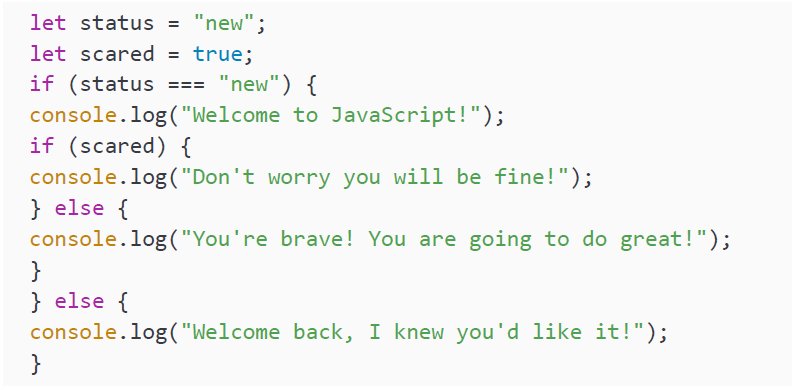 let status = "new";
let scared = true;
if (status === "new") {
console.log("Welcome to JavaScript!");
if (scared) {
console.log("Don't worry you will be fine!");
} else {
console.log("You're brave! You are going to do great!");
}
} else {
console.log("Welcome back, I knew you'd like it!");
}